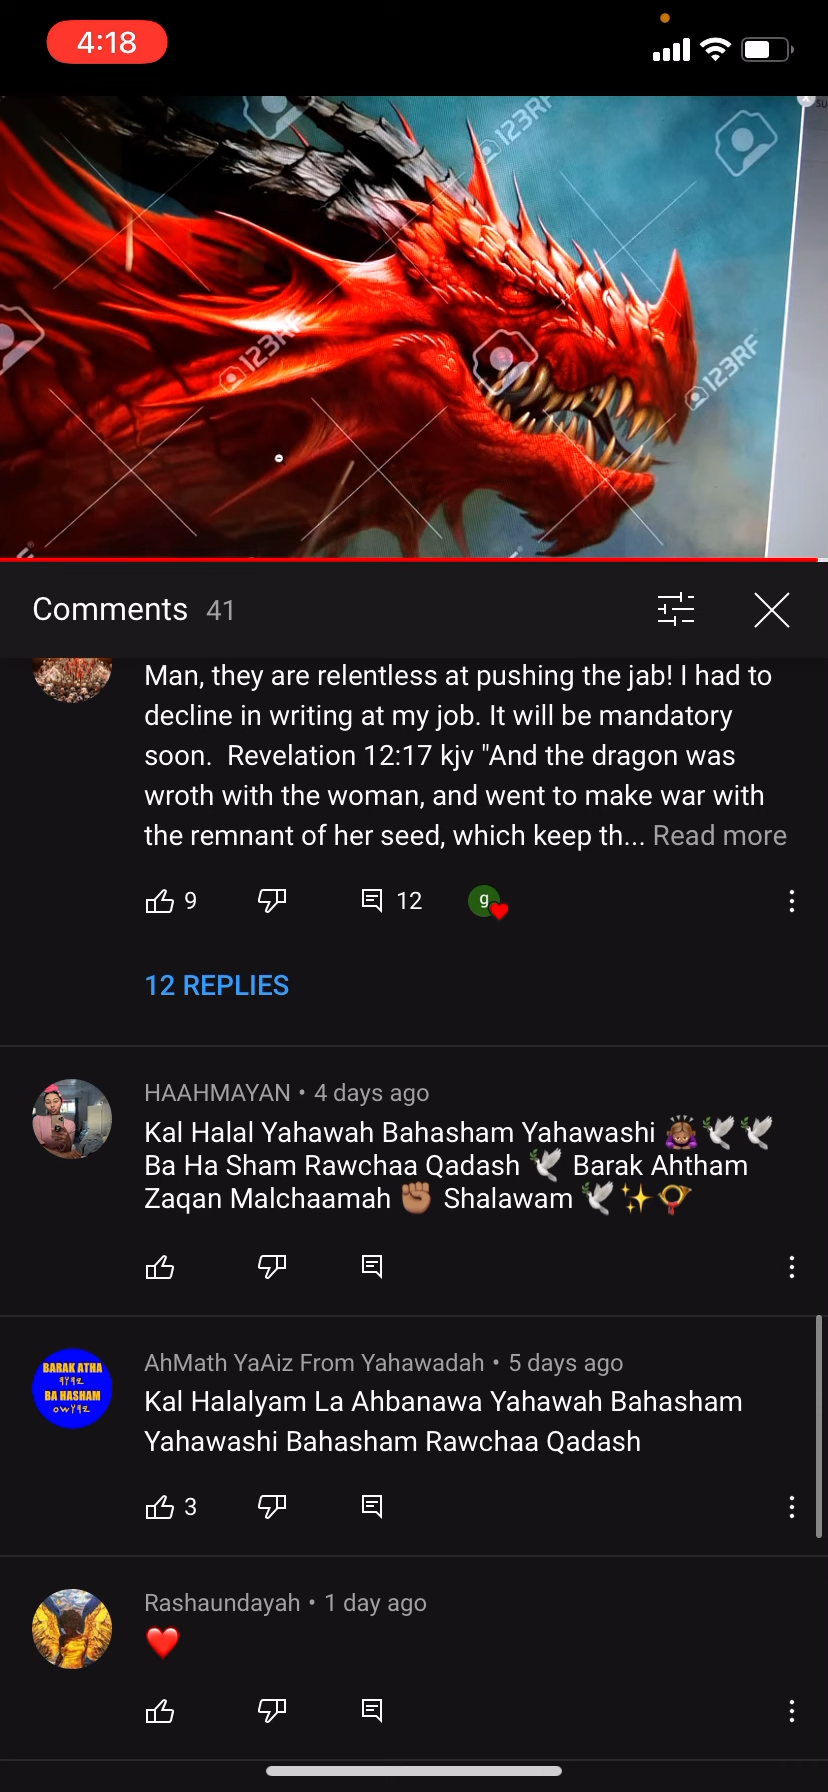 4:18
123RF
123RF
123RF
Comments 41
Man, they are relentless at pushing the jab! I had to
decline in writing at my job. It will be mandatory
soon.  Revelation 12:17 kjv "And the dragon was
wroth with the woman, and went to make war with
the remnant of her seed, which keep th... Read more
9
12
g
12 REPLIES
HAAHMAYAN • 4 days ago
Kal Halal Yahawah Bahasham Yahawashi 🙇🏽‍♀️🕊️🕊️
Ba Ha Sham Rawchaa Qadash 🕊️ Barak Ahtham
Zaqan Malchaamah ✊🏽 Shalawam 🕊️✨📯
BARAK ATHA
𐤉𐤄𐤅𐤄
BA HASHAM
AhMath YaAiz From Yahawadah • 5 days ago
Kal Halalyam La Ahbanawa Yahawah Bahasham
Yahawashi Bahasham Rawchaa Qadash
3
Rashaundayah • 1 day ago
❤️